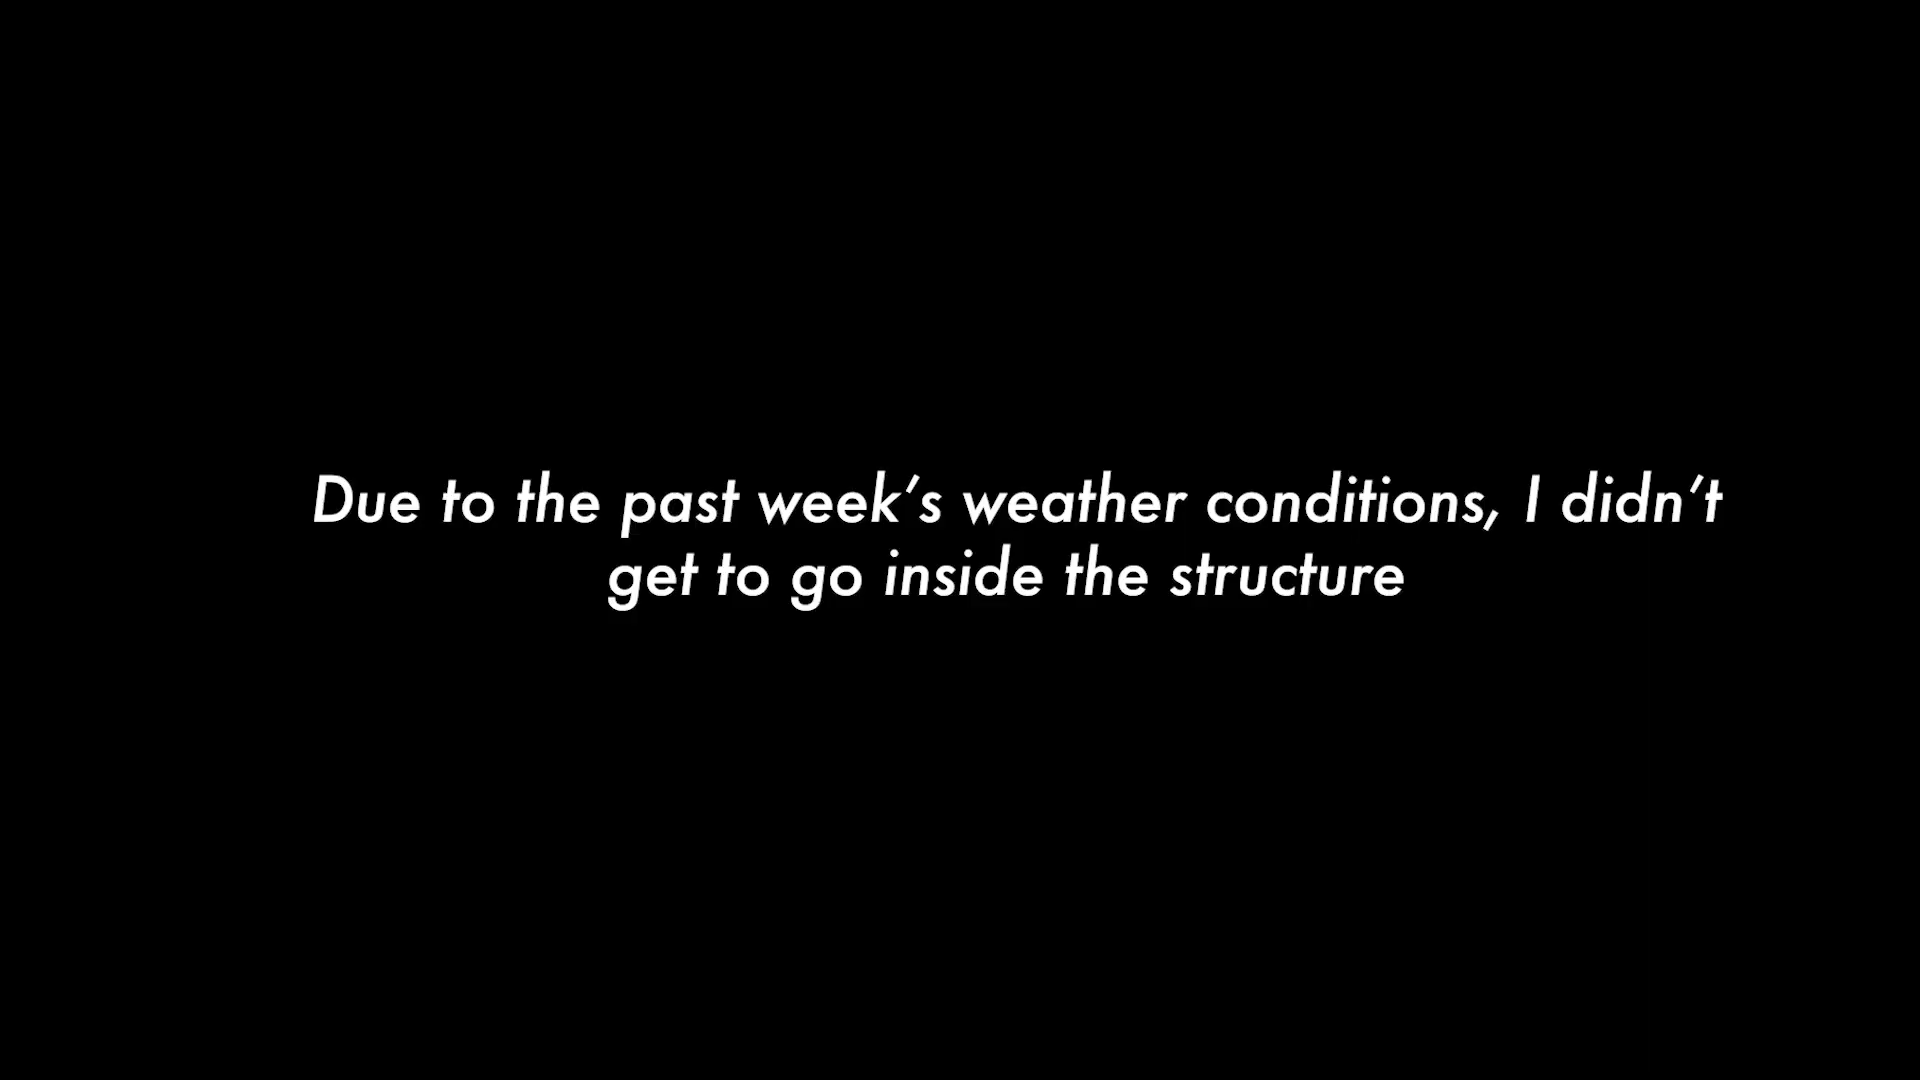 Due to the past week’s weather conditions, I didn’t
get to go inside the structure